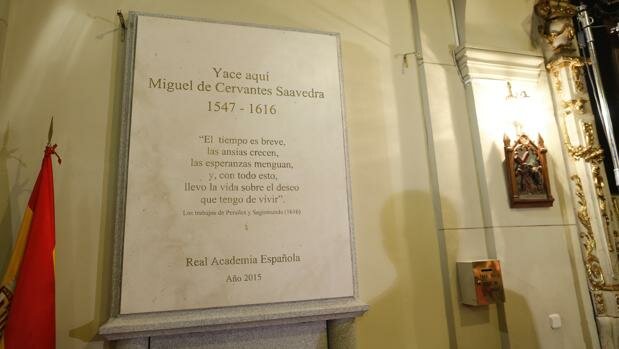 Yace aquí
Miguel de Cervantes Saavedra
1547 - 1616
“El tiempo es breve,
las ansias crecen,
las esperanzas menguan,
y, con todo esto,
llevo la vida sobre el deseo
que tengo de vivir”.
Los trabajos de Persiles y Segismunda (1616)
Real Academia Española
Año 2015